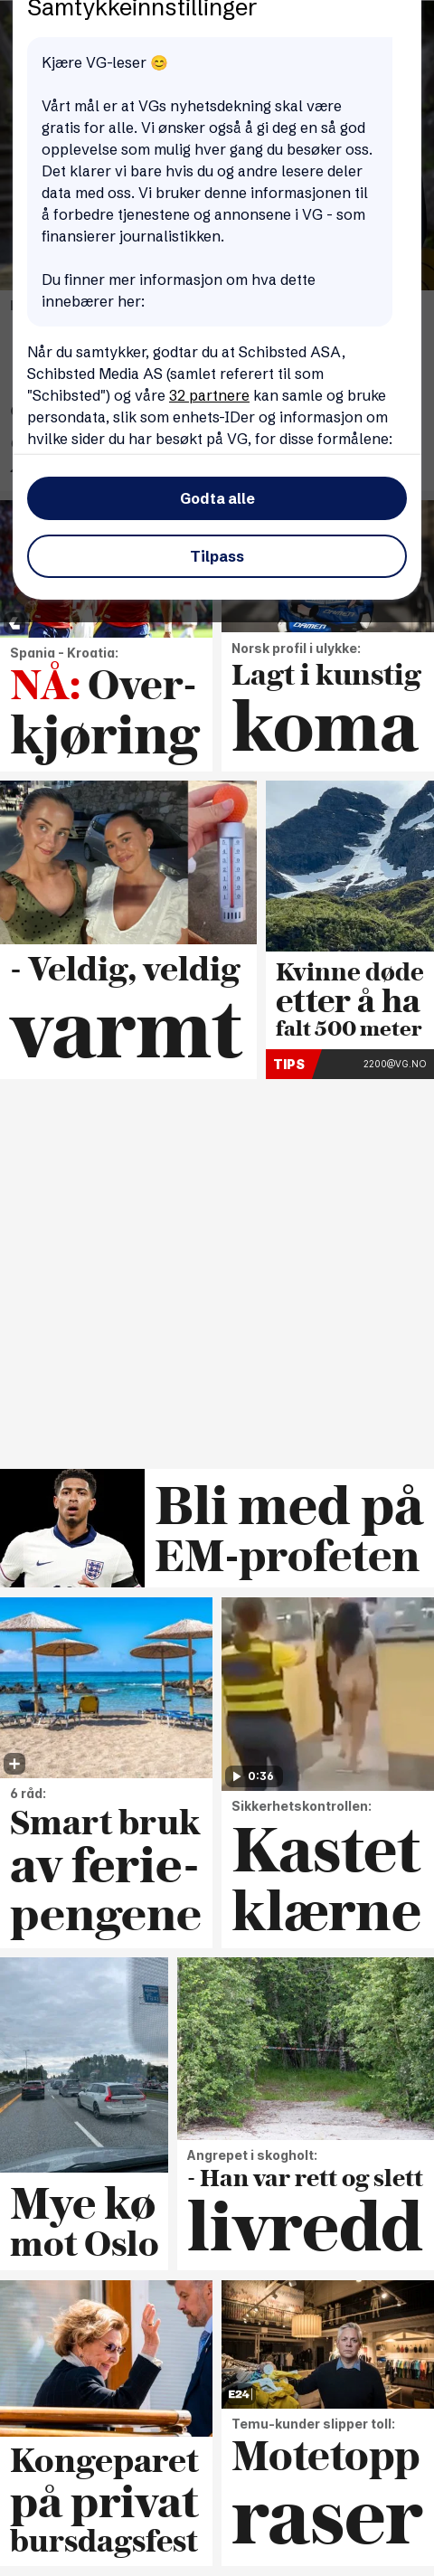 Samtykkeinnstillinger
Kjære VG-leser 😊
Vårt mål er at VGs nyhetsdekning skal være
gratis for alle. Vi ønsker også å gi deg en så god
opplevelse som mulig hver gang du besøker oss.
Det klarer vi bare hvis du og andre lesere deler
data med oss. Vi bruker denne informasjonen til
å forbedre tjenestene og annonsene i VG - som
finansierer journalistikken.
Du finner mer informasjon om hva dette
innebærer her:
Når du samtykker, godtar du at Schibsted ASA,
Schibsted Media AS (samlet referert til som
"Schibsted") og våre 32 partnere kan samle og bruke
persondata, slik som enhets-IDer og informasjon om
hvilke sider du har besøkt på VG, for disse formålene:
Godta alle
Tilpass
DAMEN
Spania - Kroatia:
NÅ: Over-
kjøring
Norsk profil i ulykke:
Lagt i kunstig
koma
- Veldig, veldig
varmt
Kvinne døde
etter å ha
falt 500 meter
TIPS
2200@VG.NO
Bli med på
EM-profeten
6 råd:
Smart bruk
av ferie-
pengene
0:36
Sikkerhetskontrollen:
Kastet
klærne
Mye kø
mot Oslo
Angrepet i skogholt:
- Han var rett og slett
livredd
Kongeparet
på privat
bursdagsfest
E24
Temu-kunder slipper toll:
Motetopp
raser